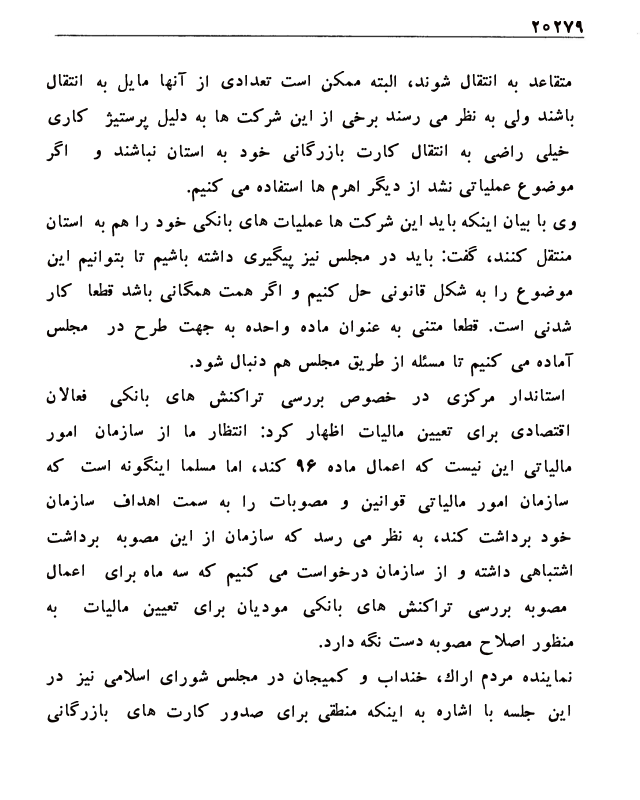 ۲۰۲۷۹
متقاعد به انتقال شوند، البته ممکن است تعدادی از آنها مایل به انتقال
باشند ولی به نظر می رسند برخی از این شرکت ها به دلیل پرستیژ کاری
خیلی راضی به انتقال کارت بازرگانی خود به استان نباشند و اگر
موضوع عملیاتی نشد از دیگر اهرم ها استفاده می کنیم.
وی با بیان اینکه باید این شرکت ها عملیات های بانکی خود را هم به استان
منتقل کنند، گفت: باید در مجلس نیز پیگیری داشته باشیم تا بتوانیم این
موضوع را به شکل قانونی حل کنیم و اگر همت همگانی باشد قطعا کار
شدنی است. قطعا متنی به عنوان ماده واحده به جهت طرح در مجلس
آماده می کنیم تا مسئله از طریق مجلس هم دنبال شود.
استاندار مرکزی در خصوص بررسی تراکنش های بانکی فعالان
اقتصادی برای تعیین مالیات اظهار کرد: انتظار ما از سازمان امور
مالیاتی این نیست که اعمال ماده ۹۶ کند، اما مسلما اینگونه است که
سازمان امور مالیاتی قوانین و مصوبات را به سمت اهداف سازمان
خود برداشت کند، به نظر می رسد که سازمان از این مصوبه برداشت
اشتباهی داشته و از سازمان درخواست می کنیم که سه ماه برای اعمال
مصوبه بررسی تراکنش های بانکی مودیان برای تعیین مالیات به
منظور اصلاح مصوبه دست نگه دارد.
نماینده مردم اراك، خنداب و کمیجان در مجلس شورای اسلامی نیز در
این جلسه با اشاره به اینکه منطقی برای صدور کارت های بازرگانی